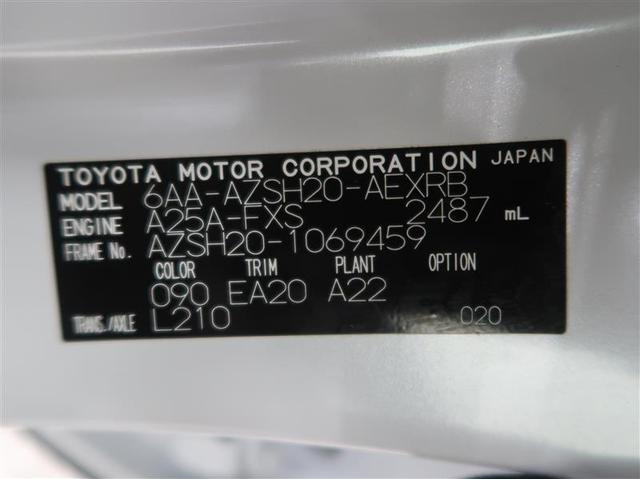 TOYOTA MOTOR CORPORATION JAPAN
MODEL 6AA-AZSH20-AEXRB
ENGINE A25A-FXS 2487 mL
FRAME No. AZSH20-1069459
COLOR TRIM PLANT OPTION
090 EA20 A22
TRANS./AXLE L210 020